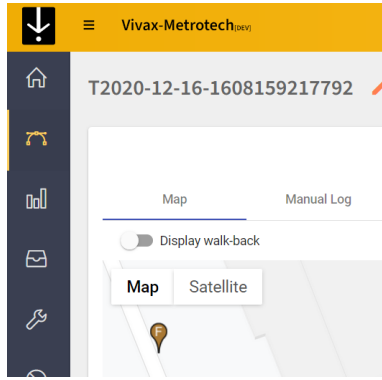 Vivax-Metrotech[DEV]
T2020-12-16-1608159217792
Map Manual Log
Display walk-back
Map Satellite
F